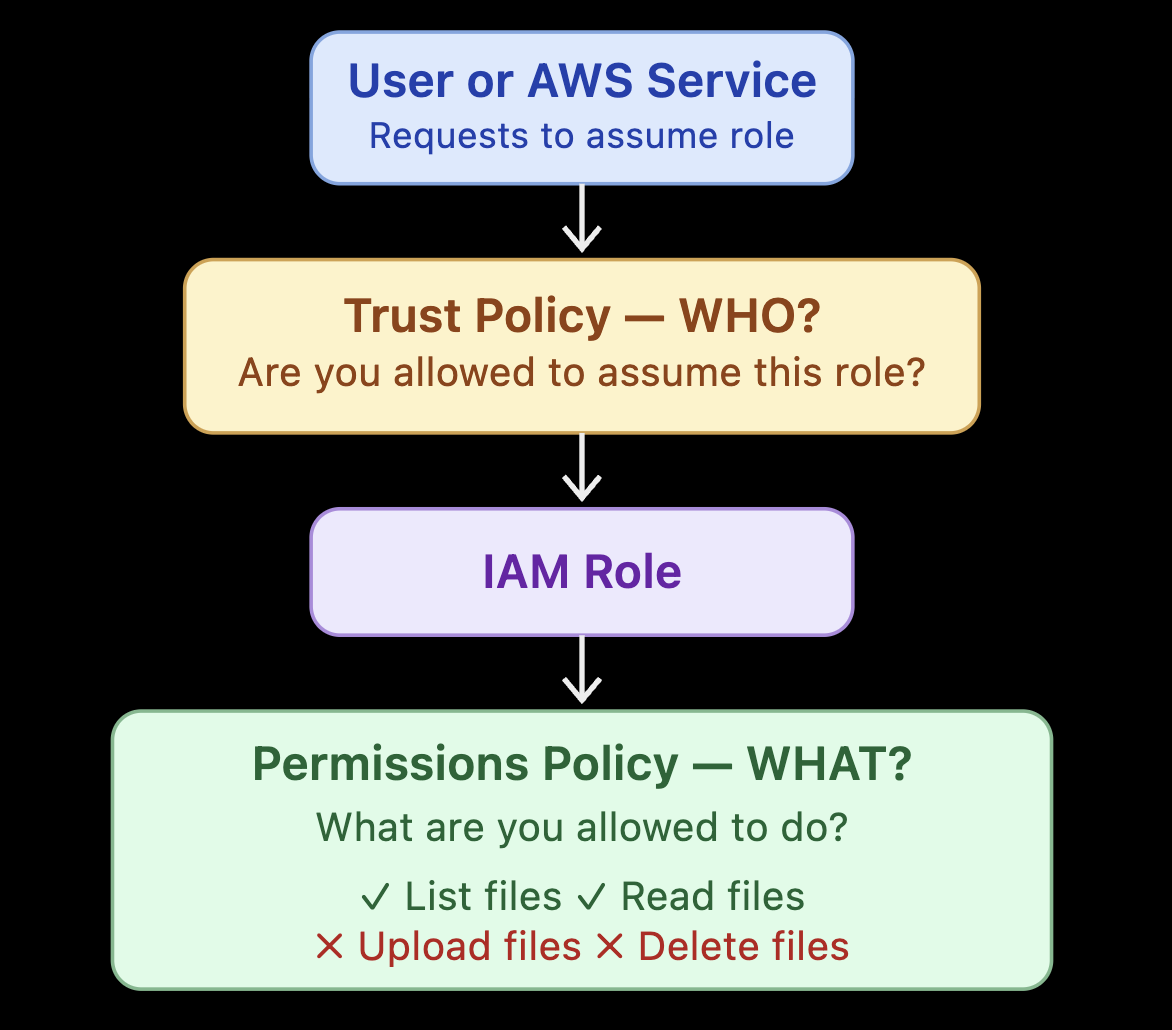 User or AWS Service
Requests to assume role
Trust Policy — WHO?
Are you allowed to assume this role?
IAM Role
Permissions Policy — WHAT?
What are you allowed to do?
✓ List files ✓ Read files
✕ Upload files ✕ Delete files